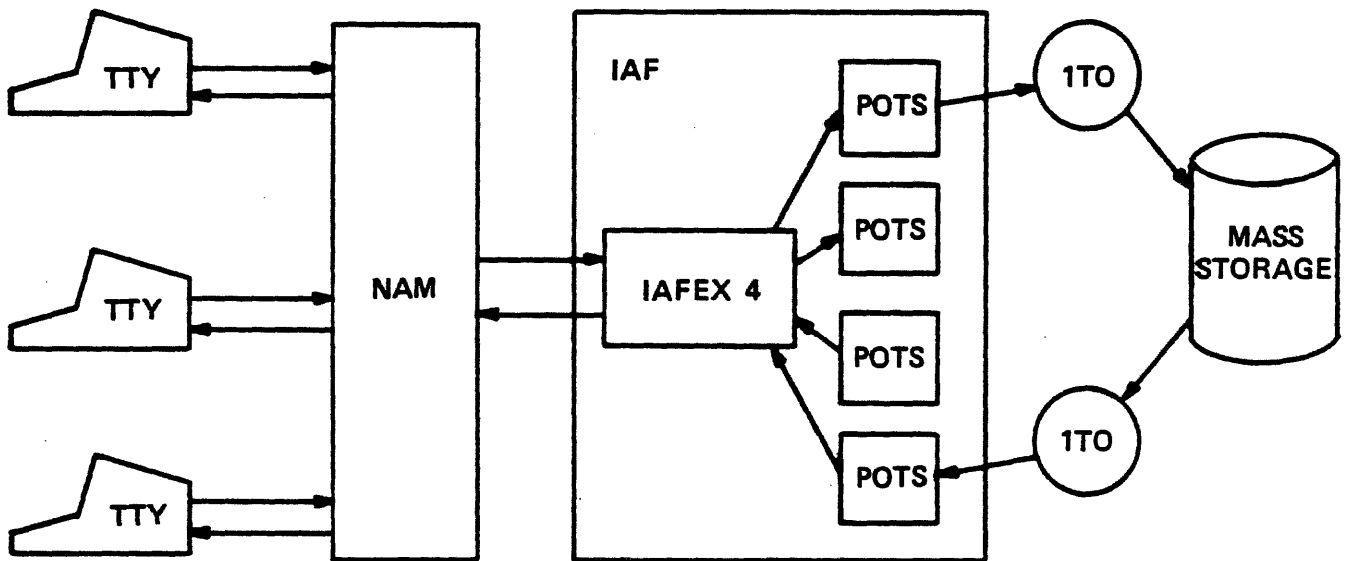 TTY
TTY
TTY
NAM
IAF
IAFEX 4
POTS
POTS
POTS
POTS
1TO
1TO
MASS
STORAGE